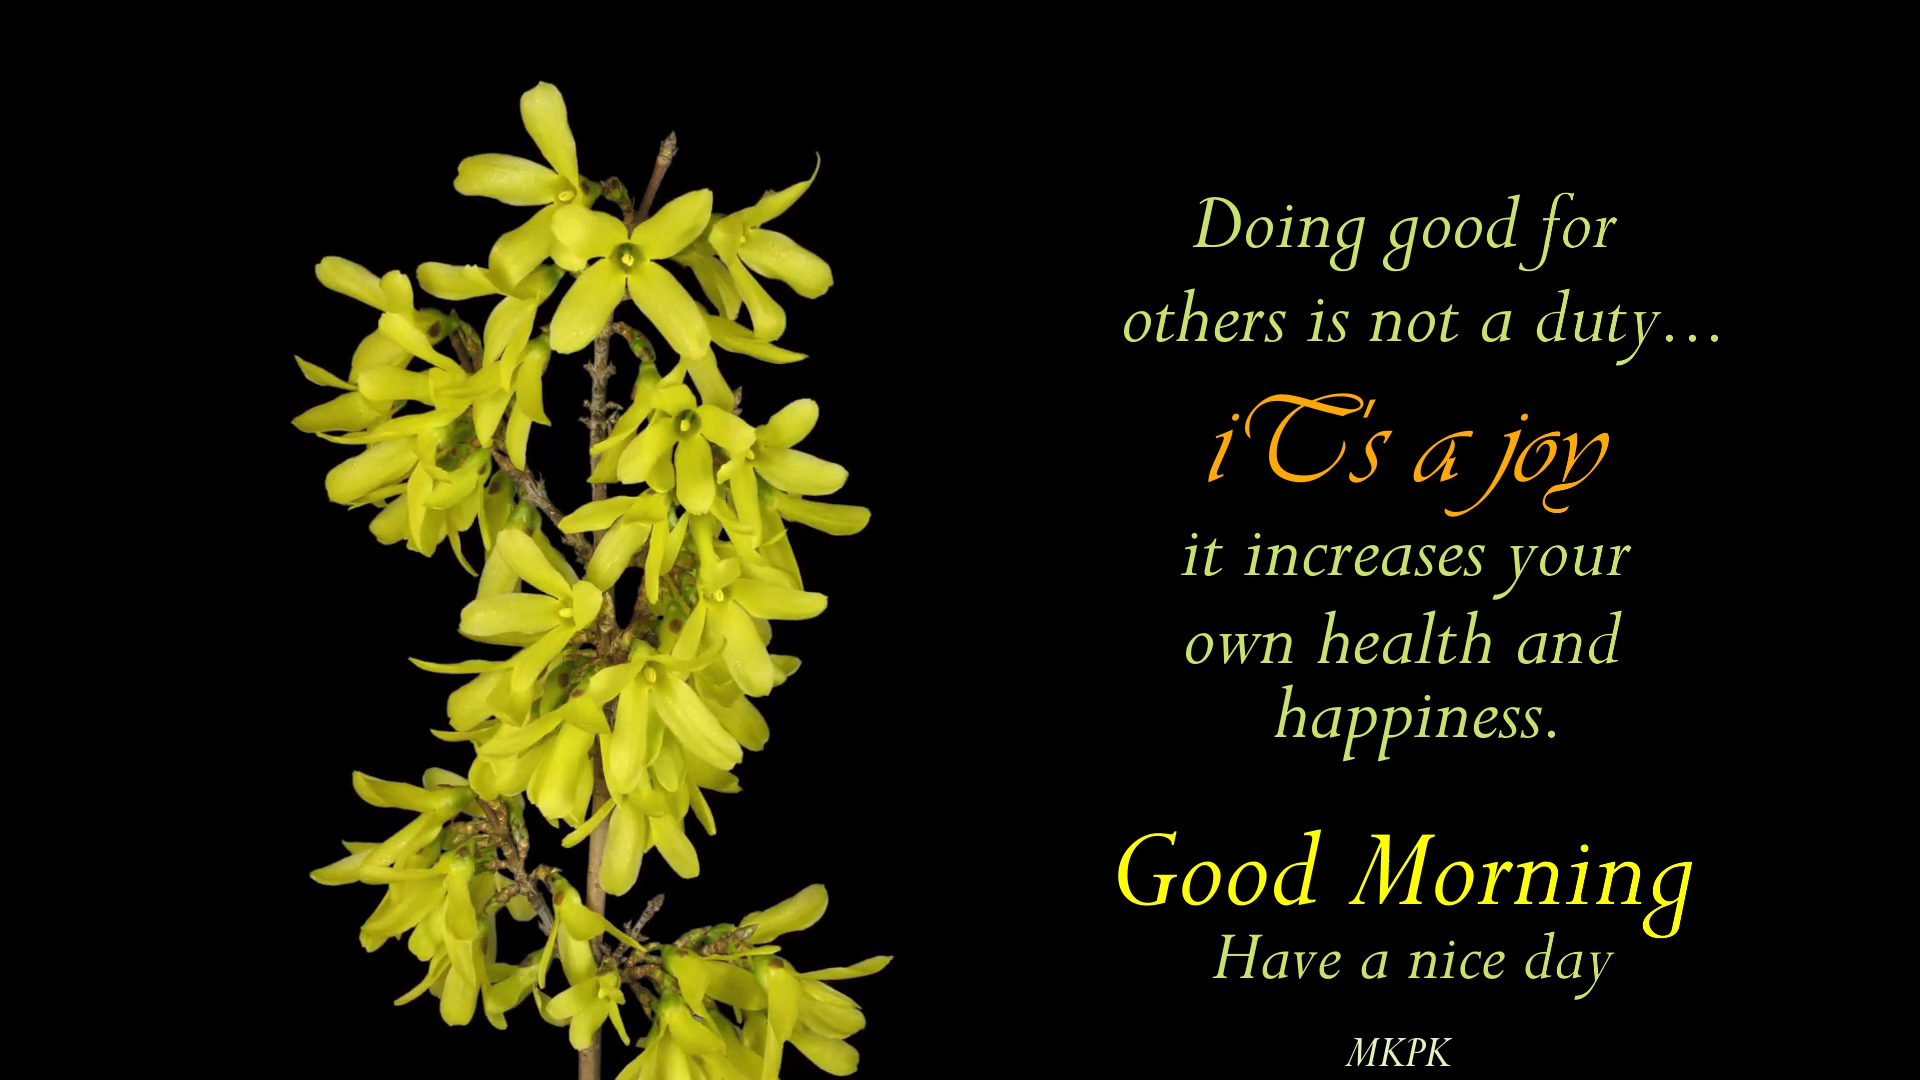 Doing good for
others is not a duty...
iT's a joy
it increases your
own health and
happiness.
Good Morning
Have a nice day
MKPK